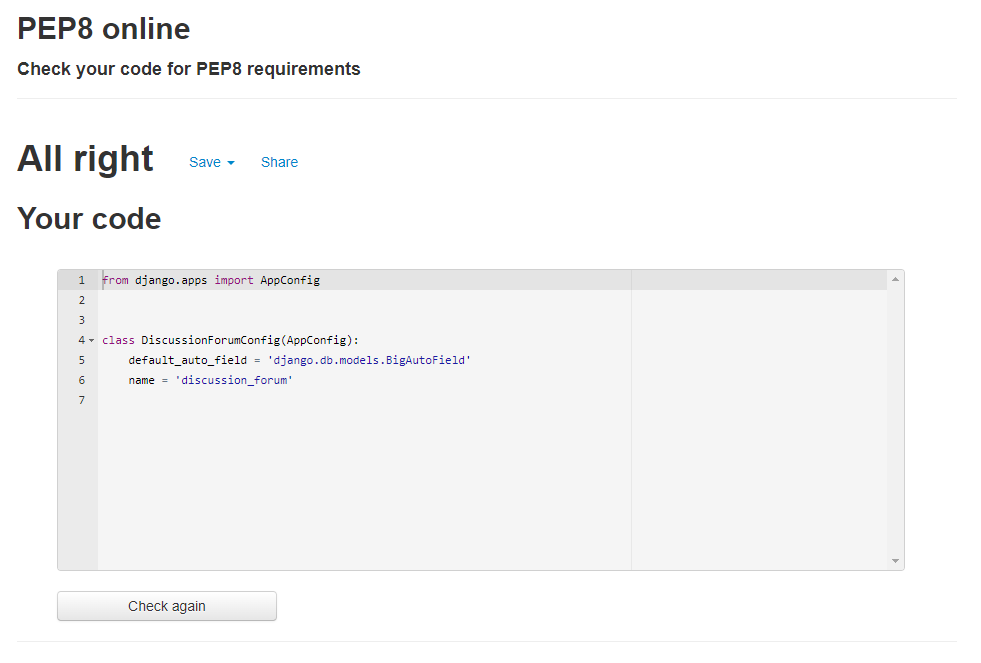 PEP8 online
Check your code for PEP8 requirements
All right Save Share
Your code
1 from django.apps import AppConfig
2
3
4 class DiscussionForumConfig(AppConfig):
5     default_auto_field = 'django.db.models.BigAutoField'
6     name = 'discussion_forum'
7
Check again